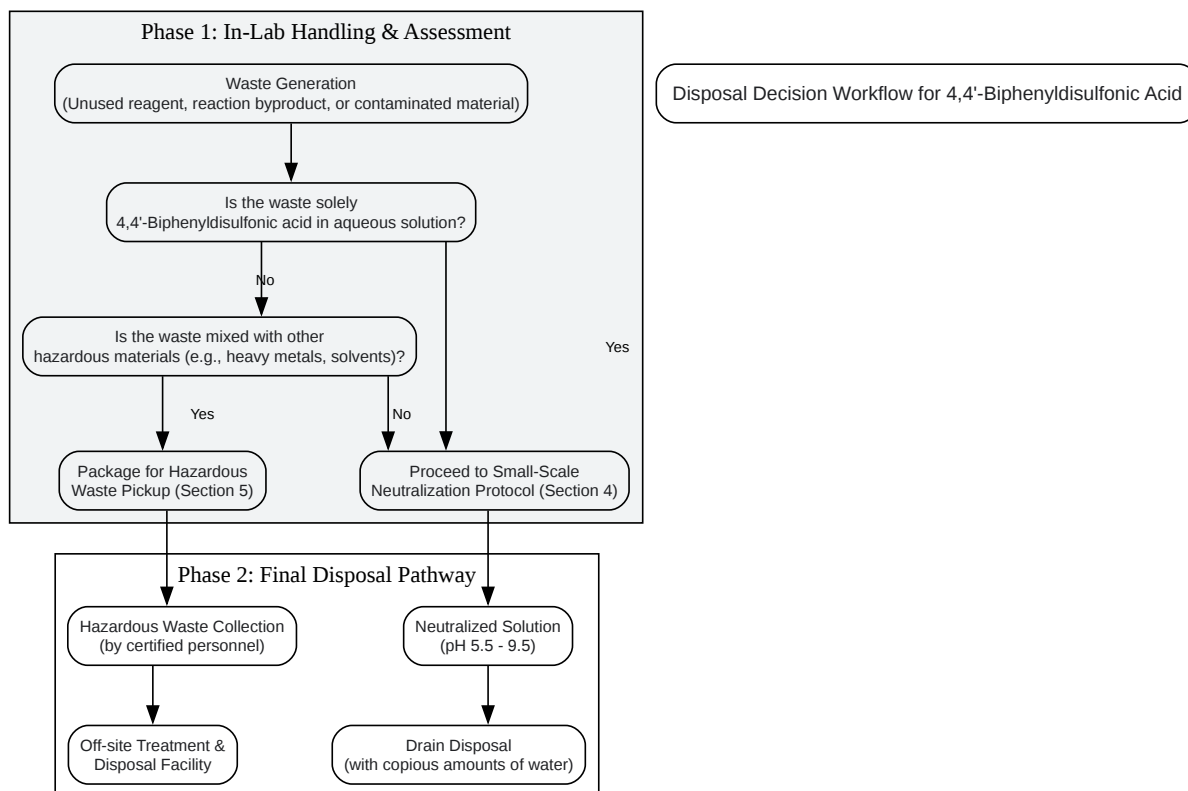 Phase 1: In-Lab Handling & Assessment
Waste Generation
(Unused reagent, reaction byproduct, or contaminated material)
Disposal Decision Workflow for 4,4'-Biphenyldisulfonic Acid
Is the waste solely
4,4'-Biphenyldisulfonic acid in aqueous solution?
No
Is the waste mixed with other
hazardous materials (e.g., heavy metals, solvents)?
Yes
Yes
No
Package for Hazardous
Waste Pickup (Section 5)
Proceed to Small-Scale
Neutralization Protocol (Section 4)
Phase 2: Final Disposal Pathway
Hazardous Waste Collection
(by certified personnel)
Neutralized Solution
(pH 5.5 - 9.5)
Off-site Treatment &
Disposal Facility
Drain Disposal
(with copious amounts of water)